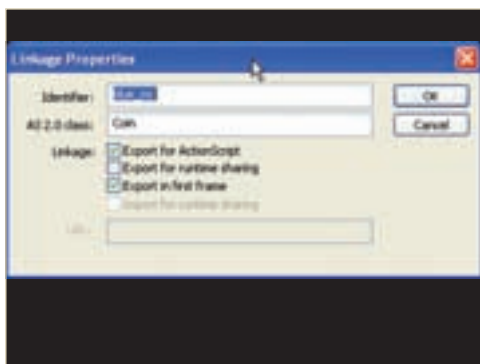 Linkage Properties
Identifier:
OK
AS 2.0 class: Coin
Cancel
Linkage: Export for ActionScript
Export for runtime sharing
Export in first frame
Import for runtime sharing
URL: